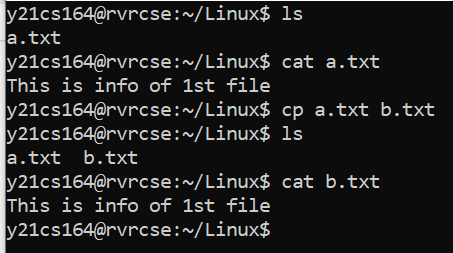 y21cs164@rvrcse:~/Linux$ ls
a.txt
y21cs164@rvrcse:~/Linux$ cat a.txt
This is info of 1st file
y21cs164@rvrcse:~/Linux$ cp a.txt b.txt
y21cs164@rvrcse:~/Linux$ ls
a.txt  b.txt
y21cs164@rvrcse:~/Linux$ cat b.txt
This is info of 1st file
y21cs164@rvrcse:~/Linux$